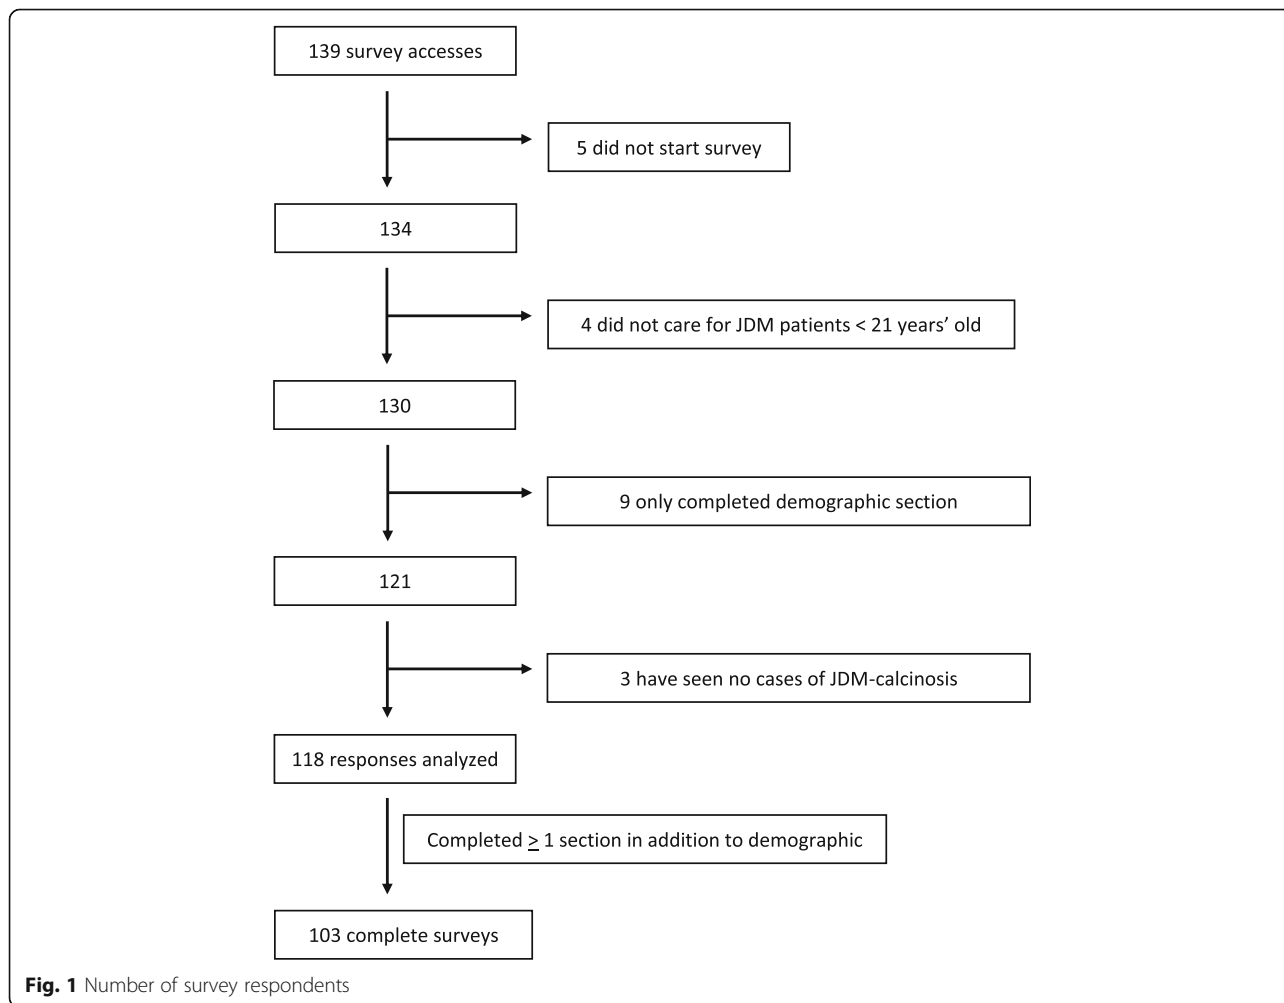 139 survey accesses
5 did not start survey
134
4 did not care for JDM patients < 21 years’ old
130
9 only completed demographic section
121
3 have seen no cases of JDM-calcinosis
118 responses analyzed
Completed ≥ 1 section in addition to demographic
103 complete surveys
Fig. 1 Number of survey respondents